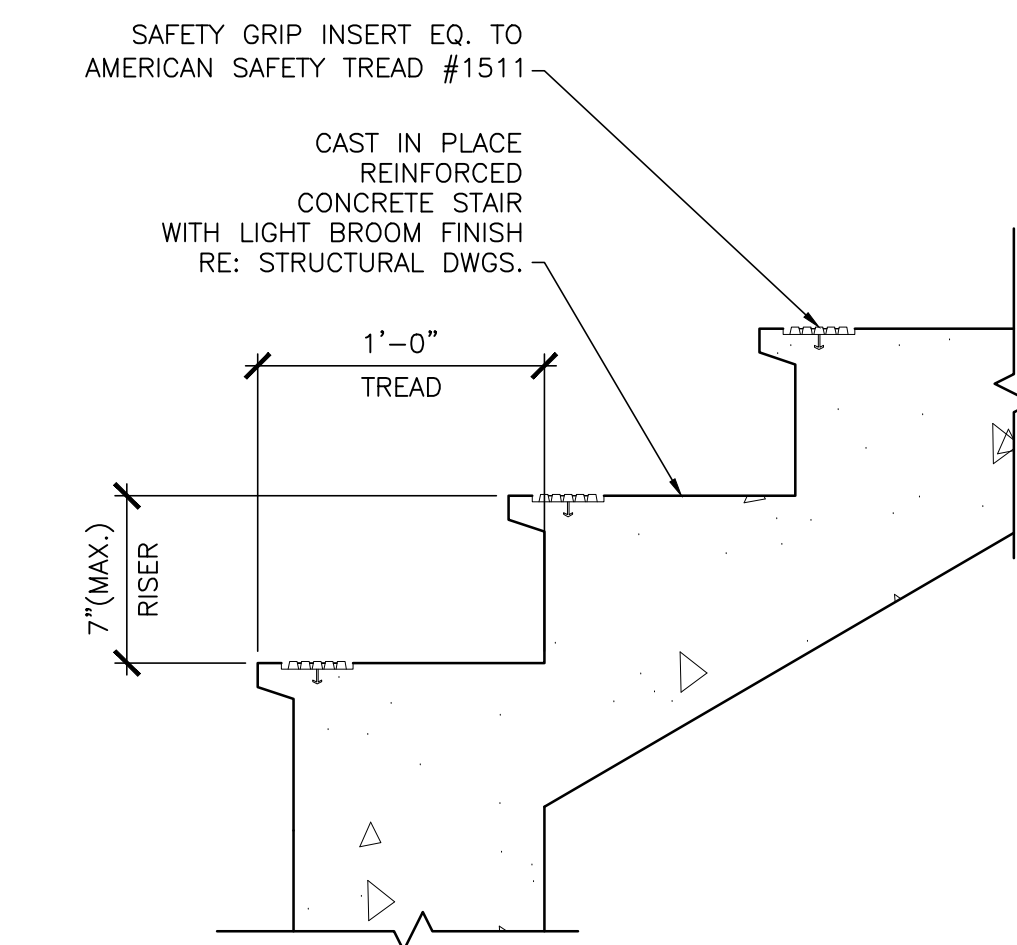 SAFETY GRIP INSERT EQ. TO
AMERICAN SAFETY TREAD #1511
CAST IN PLACE
REINFORCED
CONCRETE STAIR
WITH LIGHT BROOM FINISH
RE: STRUCTURAL DWGS.
1'-0"
TREAD
7"(MAX.)
RISER